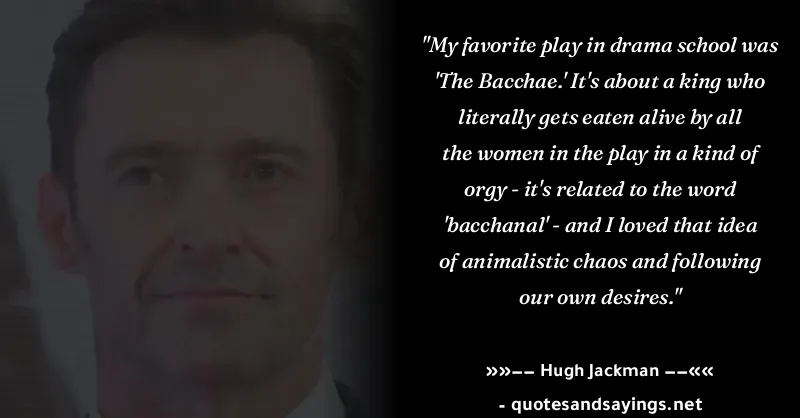 "My favorite play in drama school was
'The Bacchae.' It's about a king who
literally gets eaten alive by all
the women in the play in a kind of
orgy - it's related to the word
'bacchanal' - and I loved that idea
of animalistic chaos and following
our own desires."
»»−− Hugh Jackman −−««
- quotesandsayings.net